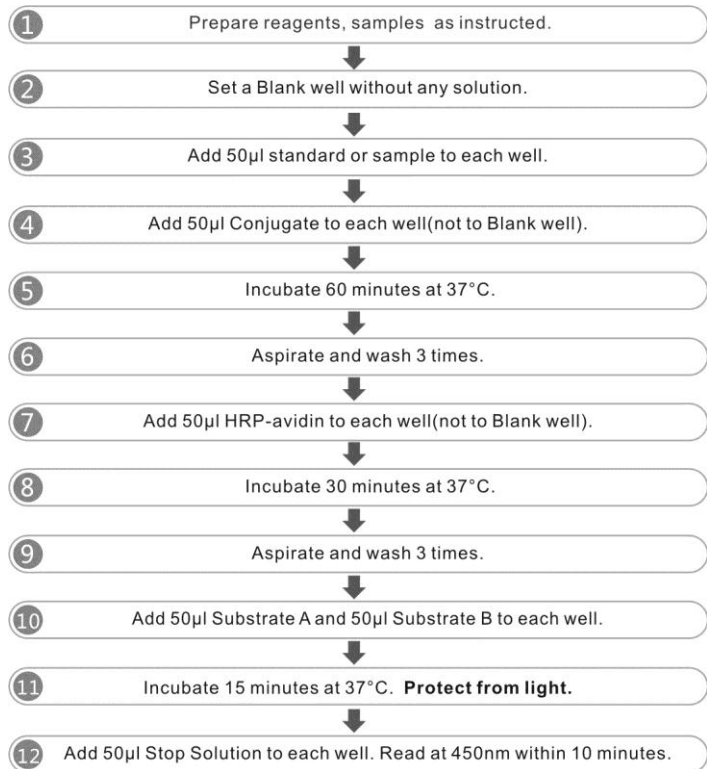 1 Prepare reagents, samples as instructed.
2 Set a Blank well without any solution.
3 Add 50μl standard or sample to each well.
4 Add 50μl Conjugate to each well(not to Blank well).
5 Incubate 60 minutes at 37°C.
6 Aspirate and wash 3 times.
7 Add 50μl HRP-avidin to each well(not to Blank well).
8 Incubate 30 minutes at 37°C.
9 Aspirate and wash 3 times.
10 Add 50μl Substrate A and 50μl Substrate B to each well.
11 Incubate 15 minutes at 37°C. Protect from light.
12 Add 50μl Stop Solution to each well. Read at 450nm within 10 minutes.